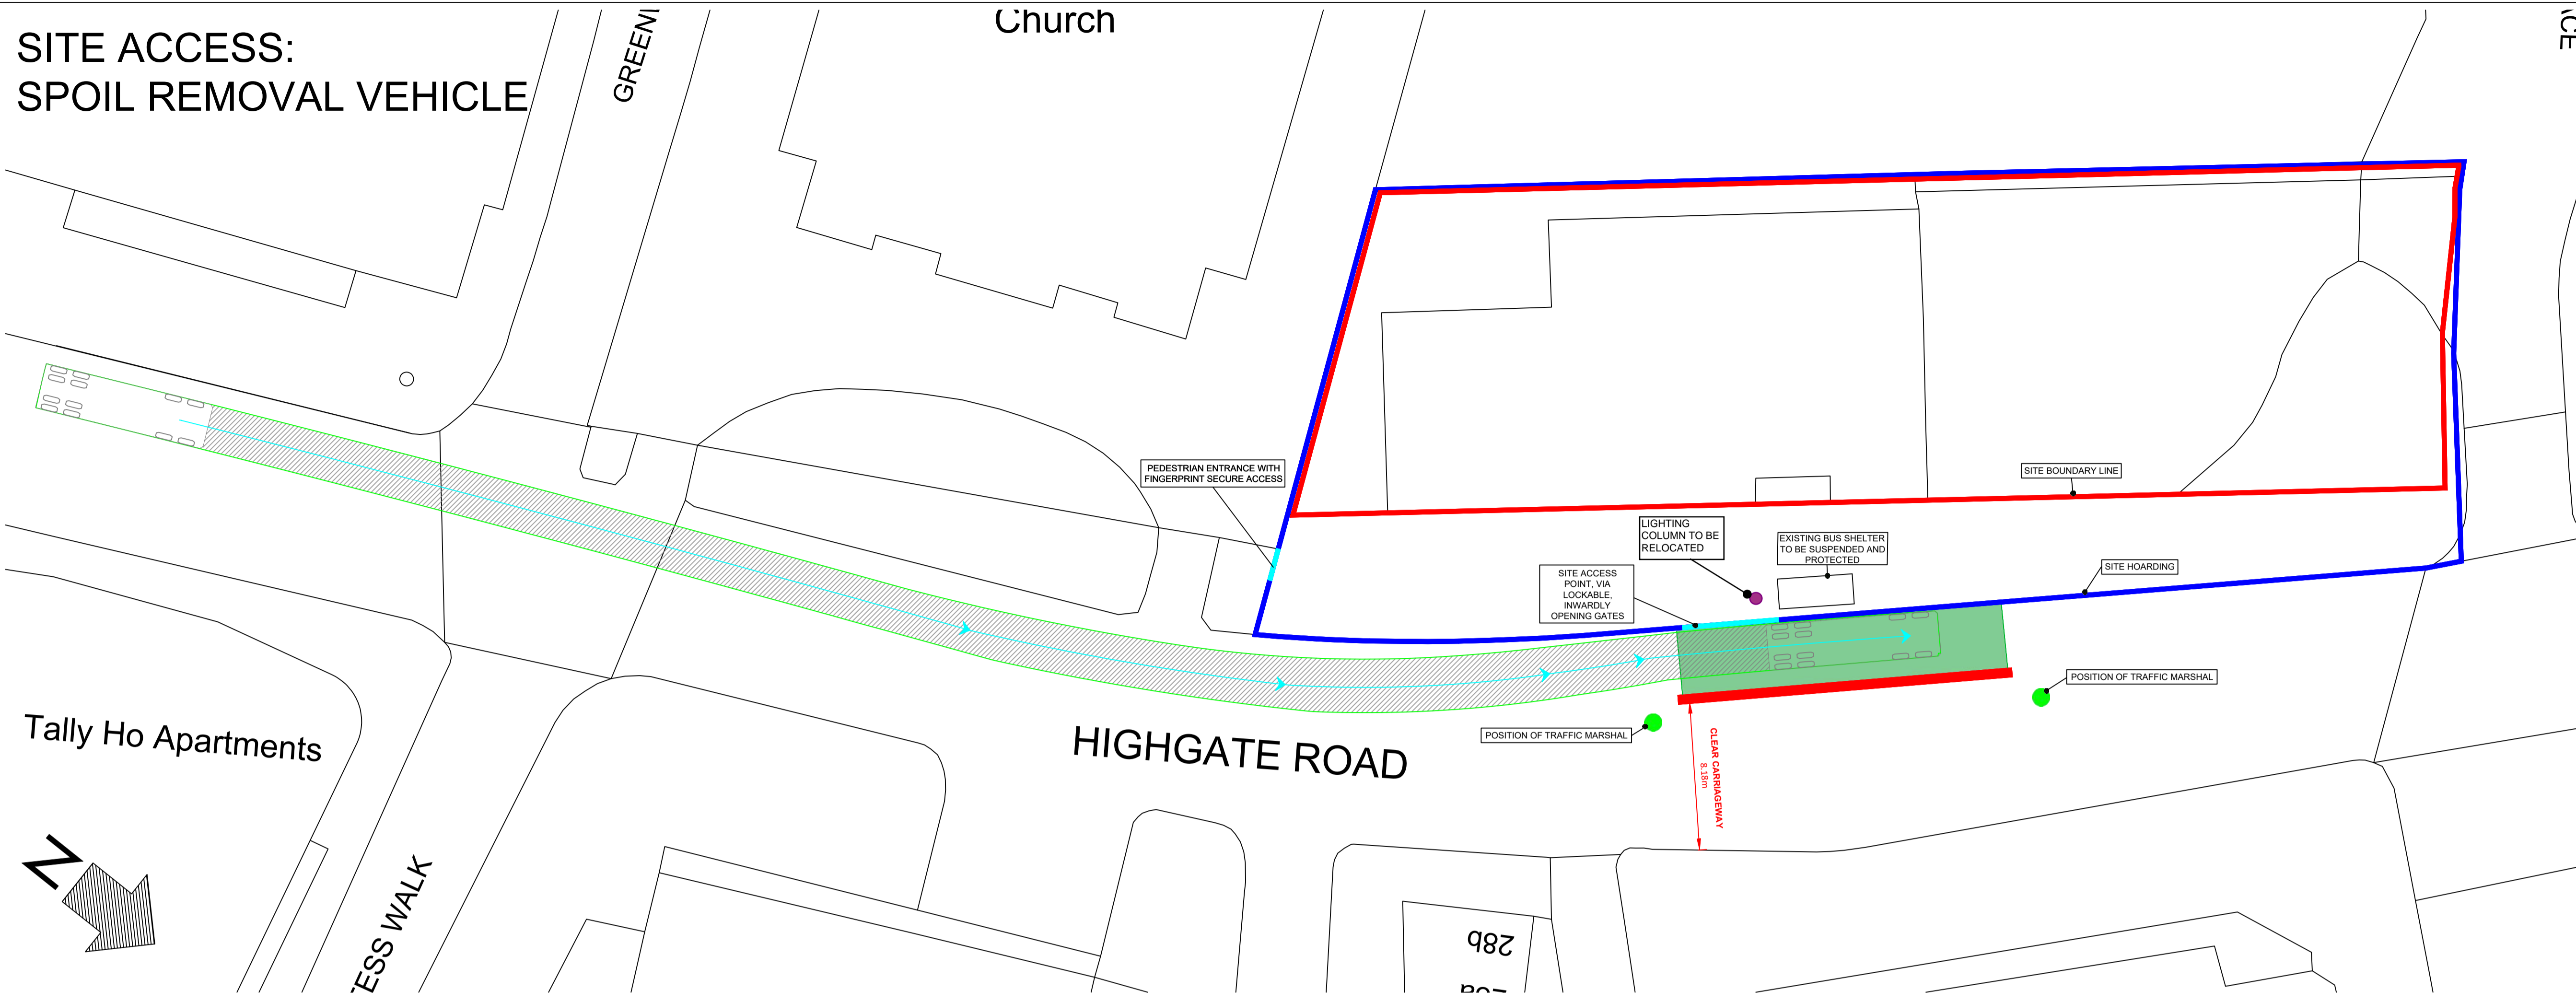 SITE ACCESS:
SPOIL REMOVAL VEHICLE
Church
PEDESTRIAN ENTRANCE WITH
FINGERPRINT SECURE ACCESS
SITE BOUNDARY LINE
LIGHTING
COLUMN TO BE
RELOCATED
EXISTING BUS SHELTER
TO BE SUSPENDED AND
PROTECTED
SITE ACCESS
POINT, VIA
LOCKABLE,
INWARDLY
OPENING GATES
SITE HOARDING
POSITION OF TRAFFIC MARSHAL
POSITION OF TRAFFIC MARSHAL
CLEAR CARRIAGEWAY
8.18m
HIGHGATE ROAD
Tally Ho Apartments
N
WALK
28b